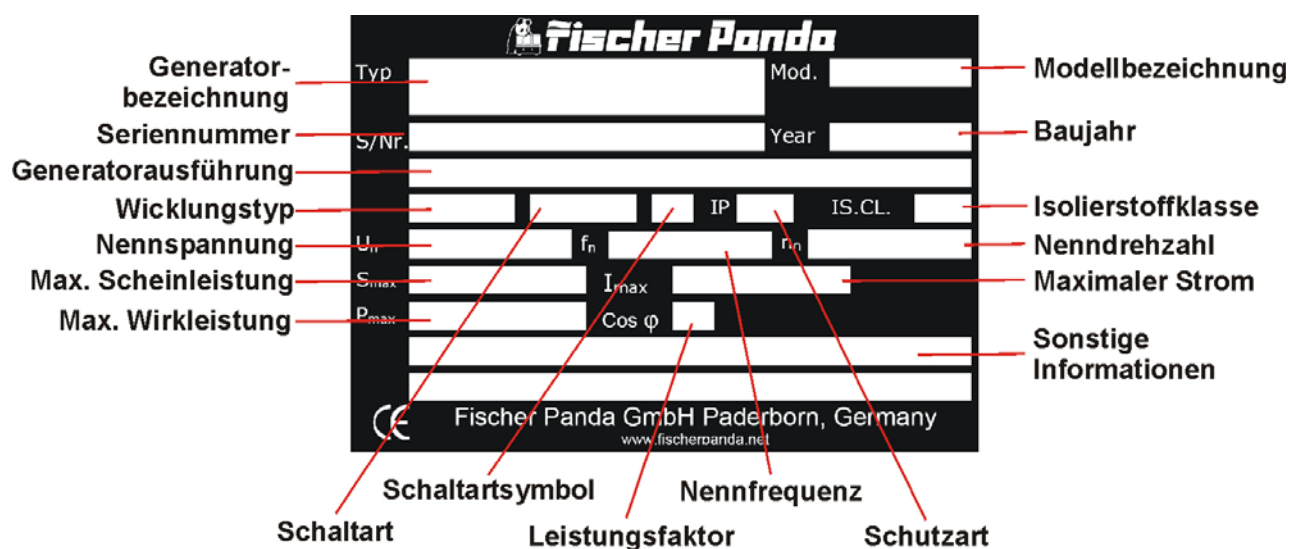 Fischer Panda
Generator-
bezeichnung
Typ
Mod.
Modellbezeichnung
Seriennummer
S/Nr.
Year
Baujahr
Generatorausführung
Wicklungstyp
IP
IS.CL.
Isolierstoffklasse
Nennspannung
Un
fn
nn
Nenndrehzahl
Max. Scheinleistung
Smax
Imax
Maximaler Strom
Max. Wirkleistung
Pmax
Cos φ
Sonstige
Informationen
CE
Fischer Panda GmbH Paderborn, Germany
www.fischerpanda.net
Schaltartsymbol
Nennfrequenz
Schaltart
Leistungsfaktor
Schutzart